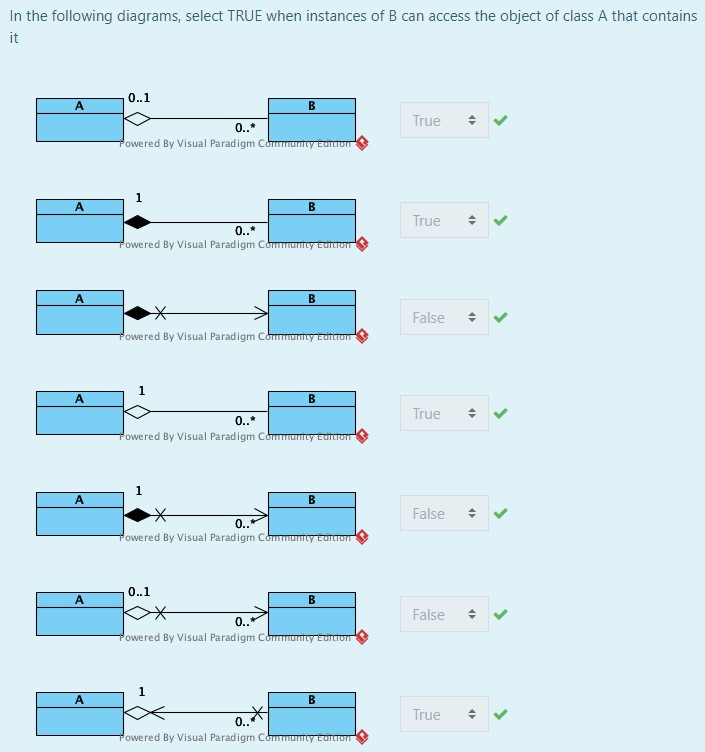 In the following diagrams, select TRUE when instances of B can access the object of class A that contains
it
A 0..1 0..* B True
Powered By Visual Paradigm Community Edition
A 1 0..* B True
Powered By Visual Paradigm Community Edition
A B False
Powered By Visual Paradigm Community Edition
A 1 0..* B True
Powered By Visual Paradigm Community Edition
A 1 0..* B False
Powered By Visual Paradigm Community Edition
A 0..1 0..* B False
Powered By Visual Paradigm Community Edition
A 1 0..* B True
Powered By Visual Paradigm Community Edition